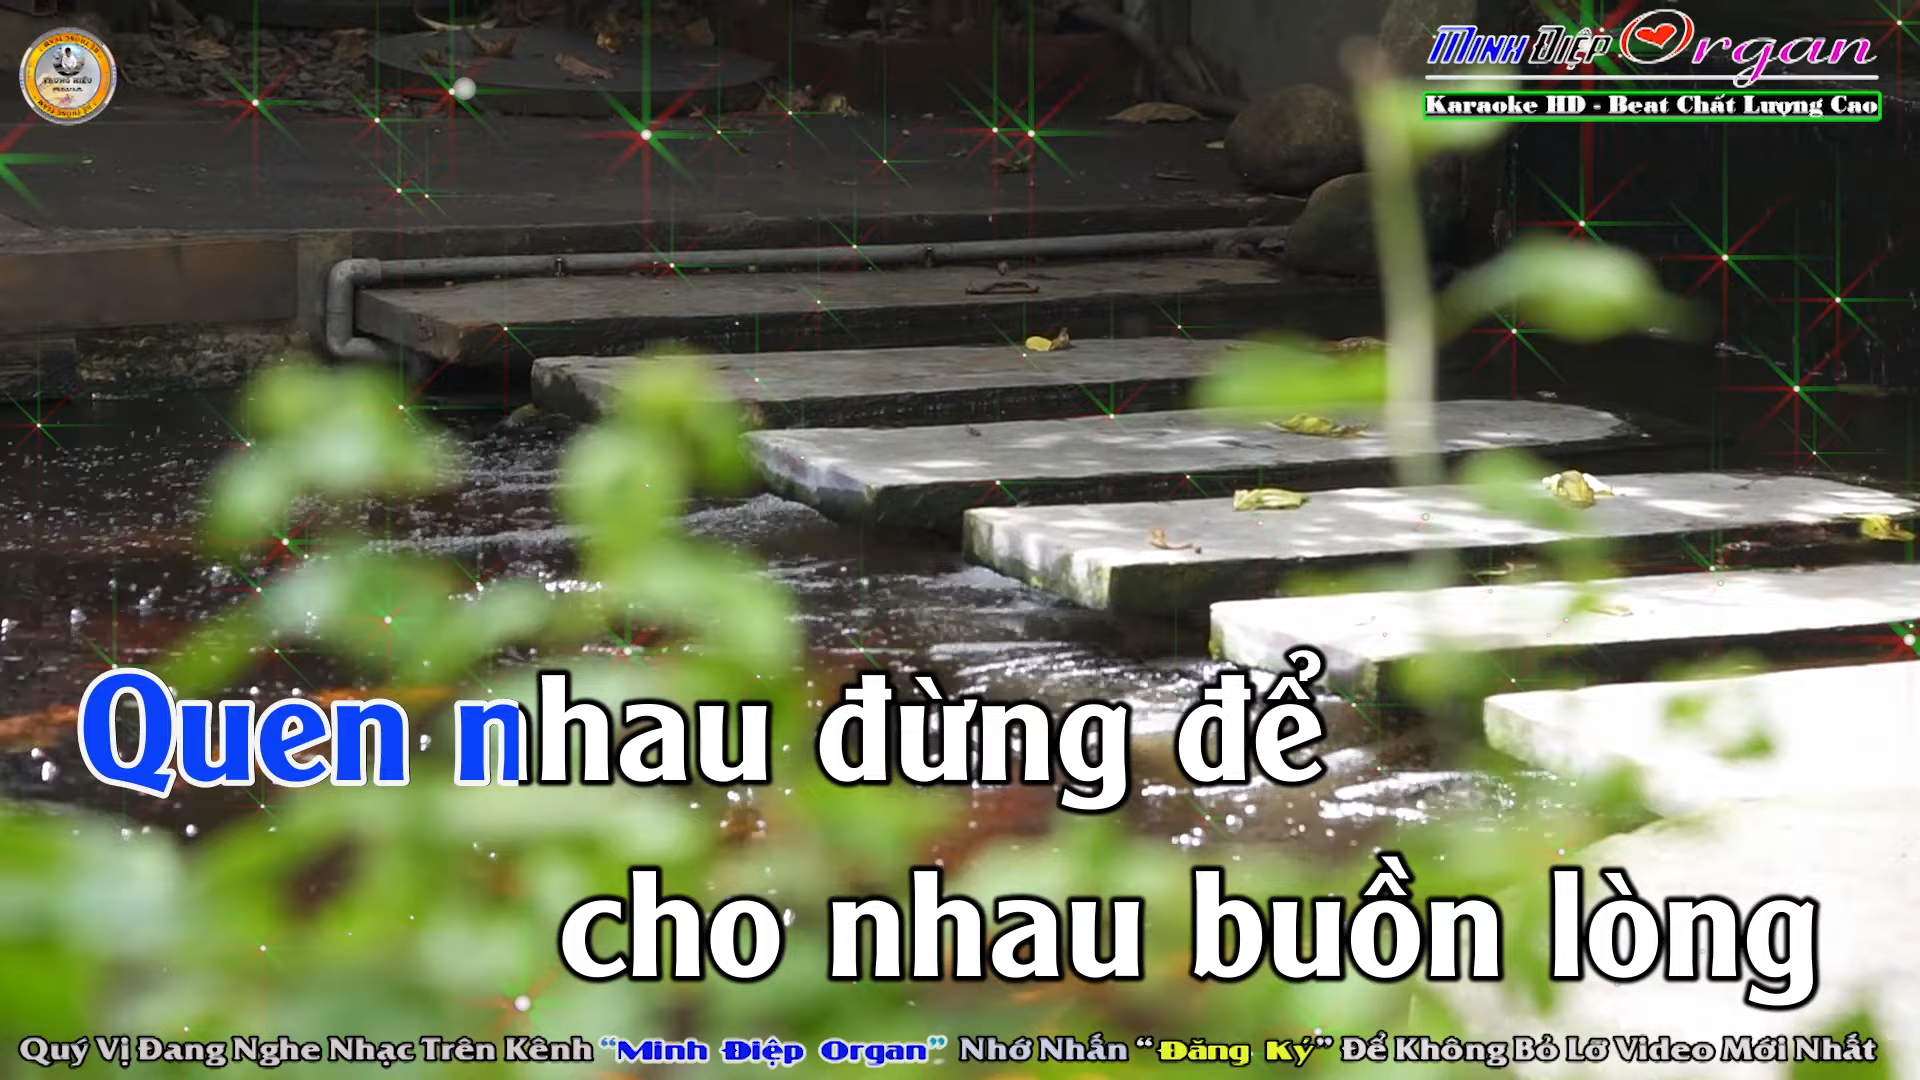 TRUNG HIẾU
Minh Điệp Organ
Karaoke HD - Beat Chất Lượng Cao
Quen nhau đừng để
cho nhau buồn lòng
Quý Vị Đang Nghe Nhạc Trên Kênh “Minh Điệp Organ” Nhớ Nhấn “Đăng Ký” Để Không Bỏ Lỡ Video Mới Nhất